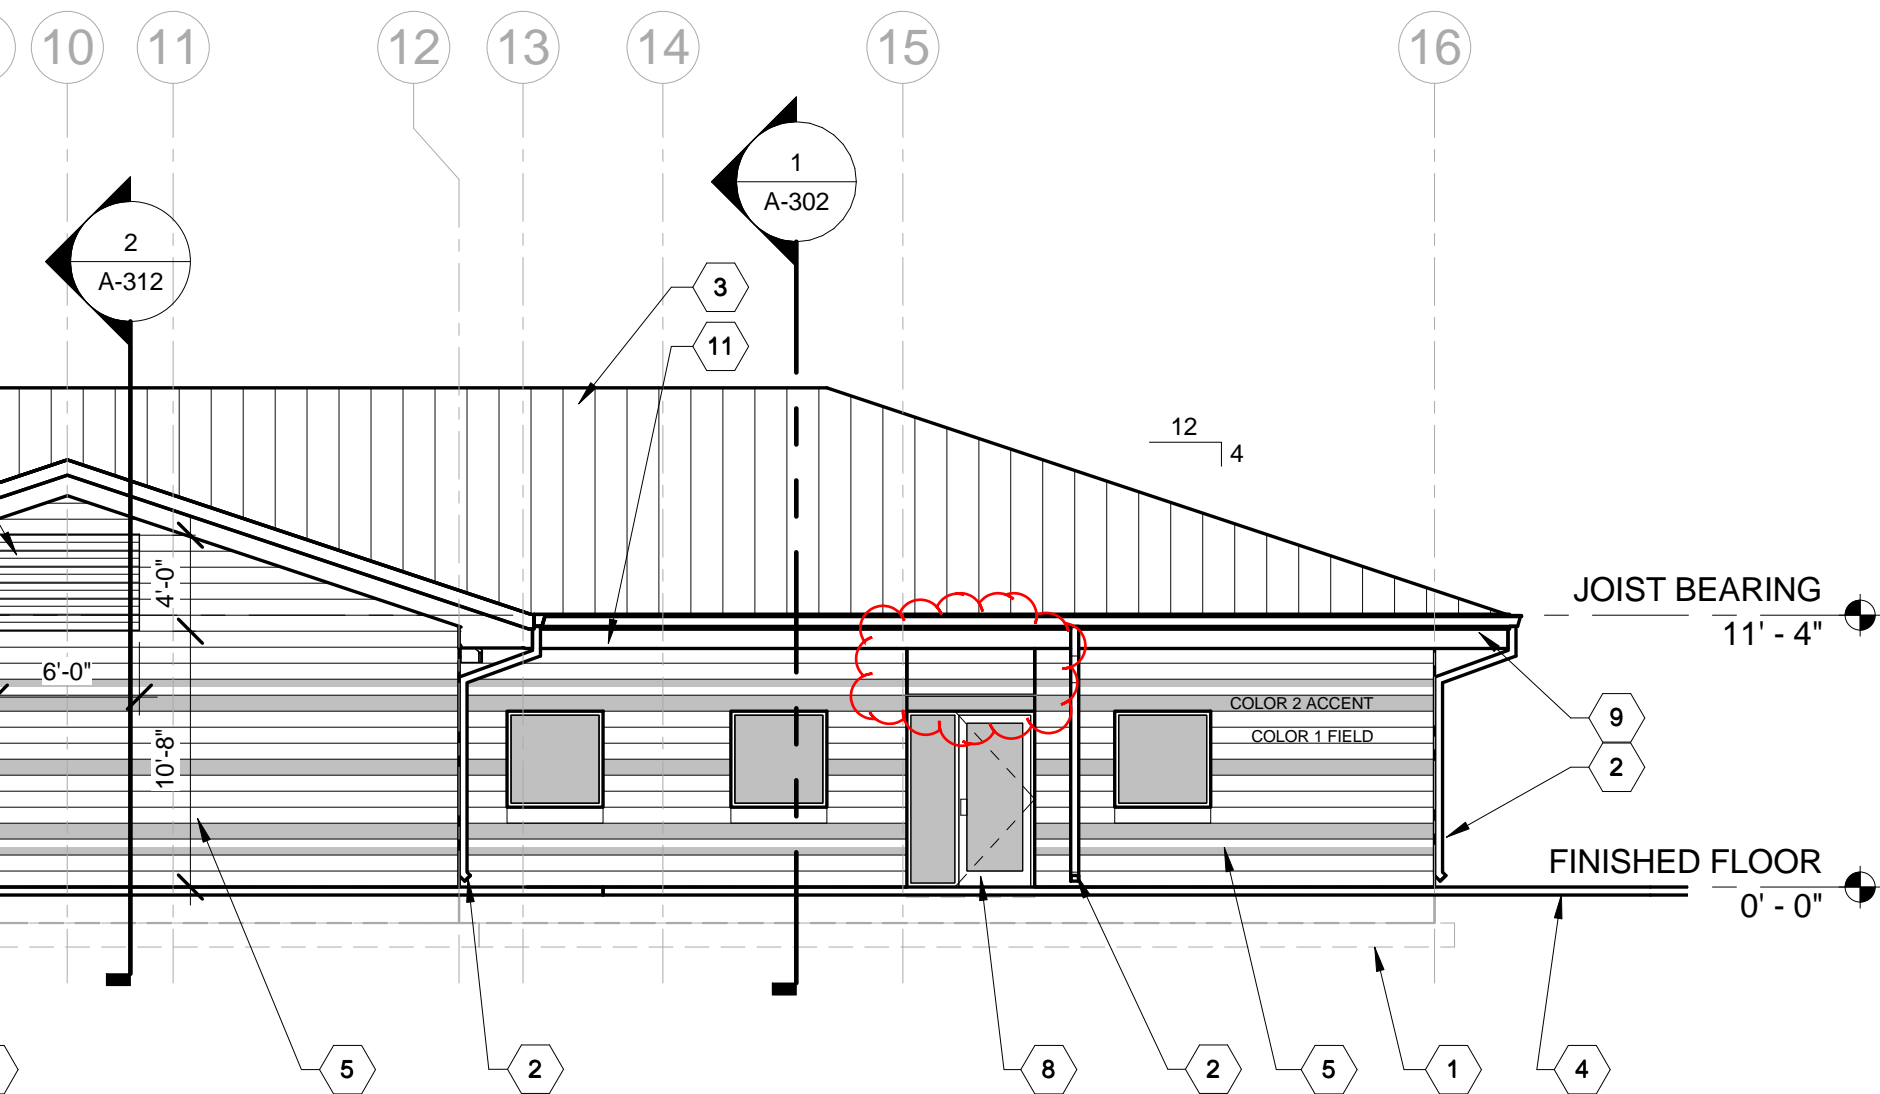 10 11 12 13 14 15 16
1
A-302
2
A-312
3
11
12
4
JOIST BEARING
11' - 4"
4'-0"
6'-0"
10'-8"
COLOR 2 ACCENT
COLOR 1 FIELD
9
2
FINISHED FLOOR
0' - 0"
5 2 8 2 5 1 4